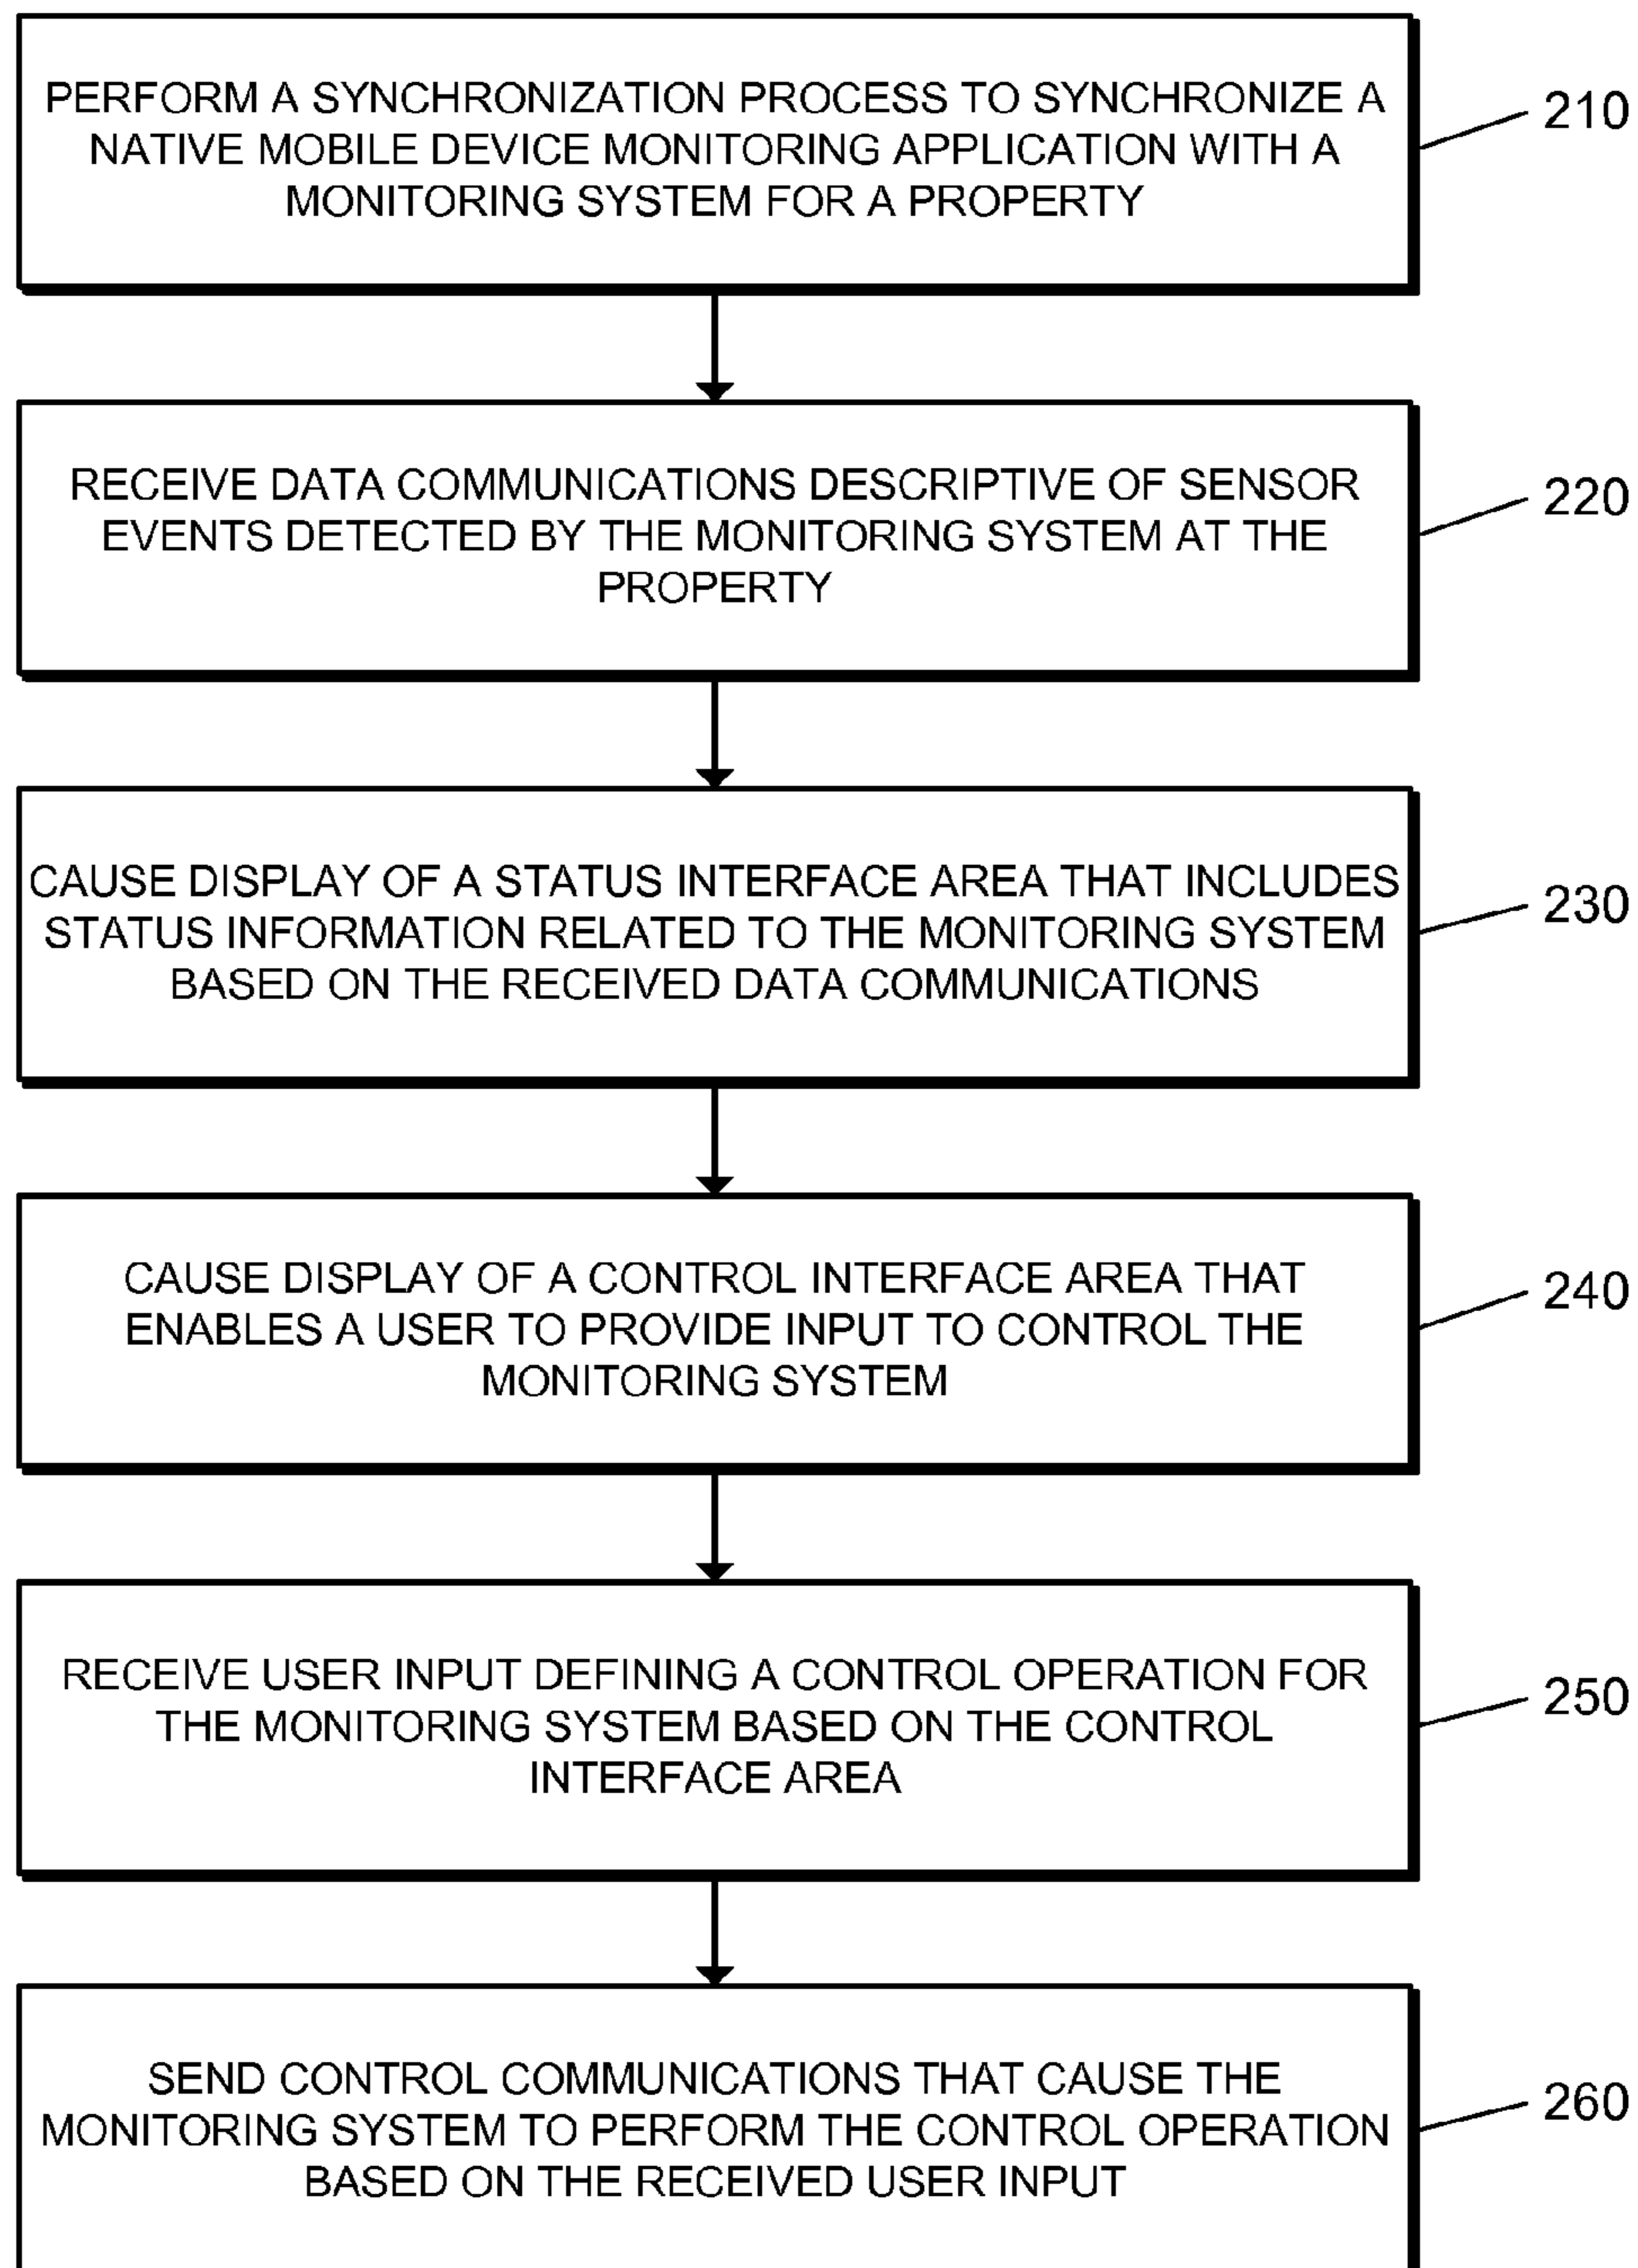 PERFORM A SYNCHRONIZATION PROCESS TO SYNCHRONIZE A
NATIVE MOBILE DEVICE MONITORING APPLICATION WITH A
MONITORING SYSTEM FOR A PROPERTY
210
RECEIVE DATA COMMUNICATIONS DESCRIPTIVE OF SENSOR
EVENTS DETECTED BY THE MONITORING SYSTEM AT THE
PROPERTY
220
CAUSE DISPLAY OF A STATUS INTERFACE AREA THAT INCLUDES
STATUS INFORMATION RELATED TO THE MONITORING SYSTEM
BASED ON THE RECEIVED DATA COMMUNICATIONS
230
CAUSE DISPLAY OF A CONTROL INTERFACE AREA THAT
ENABLES A USER TO PROVIDE INPUT TO CONTROL THE
MONITORING SYSTEM
240
RECEIVE USER INPUT DEFINING A CONTROL OPERATION FOR
THE MONITORING SYSTEM BASED ON THE CONTROL
INTERFACE AREA
250
SEND CONTROL COMMUNICATIONS THAT CAUSE THE
MONITORING SYSTEM TO PERFORM THE CONTROL OPERATION
BASED ON THE RECEIVED USER INPUT
260